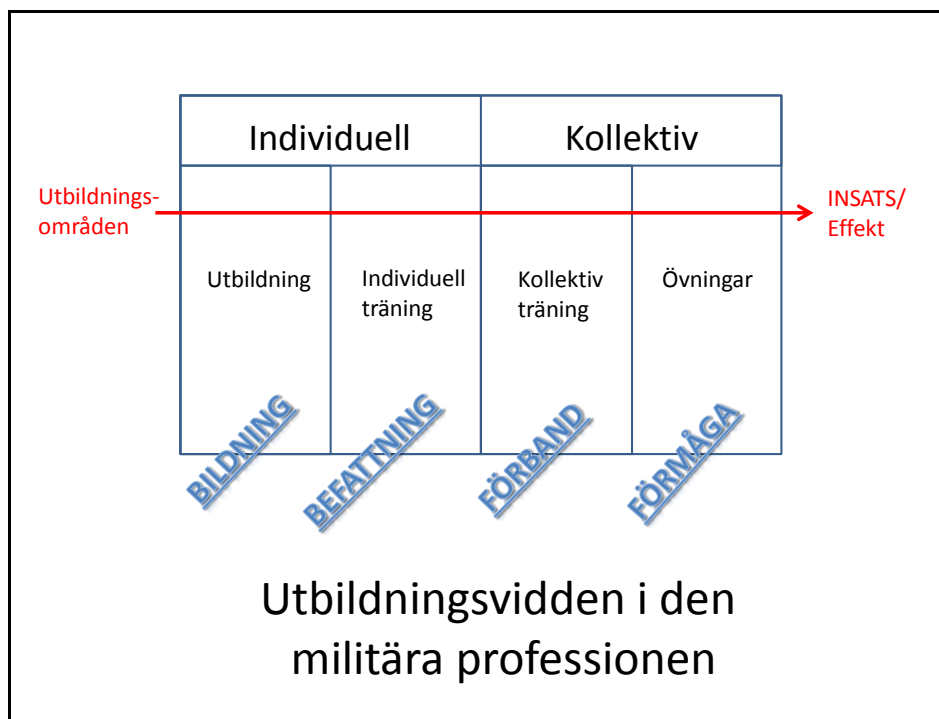 Individuell
Kollektiv
Utbildnings-
områden
INSATS/
Effekt
Utbildning
Individuell
träning
Kollektiv
träning
Övningar
BILDNING
BEFATTNING
FÖRBAND
FÖRMÅGA
Utbildningsvidden i den
militära professionen